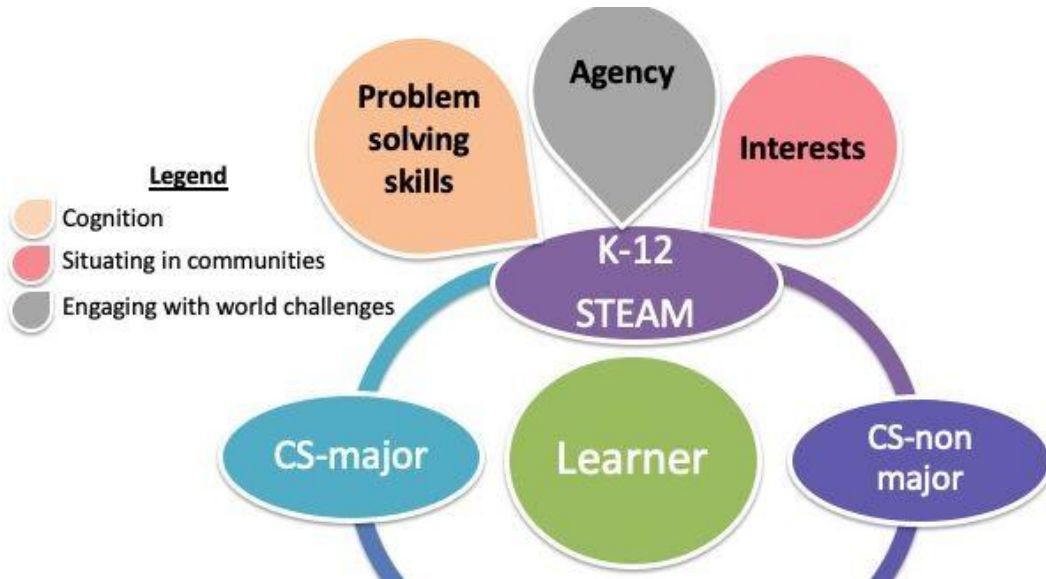 Problem
solving
skills
Agency
Interests
Legend
Cognition
Situating in communities
Engaging with world challenges
K-12
STEAM
CS-major
Learner
CS-non
major